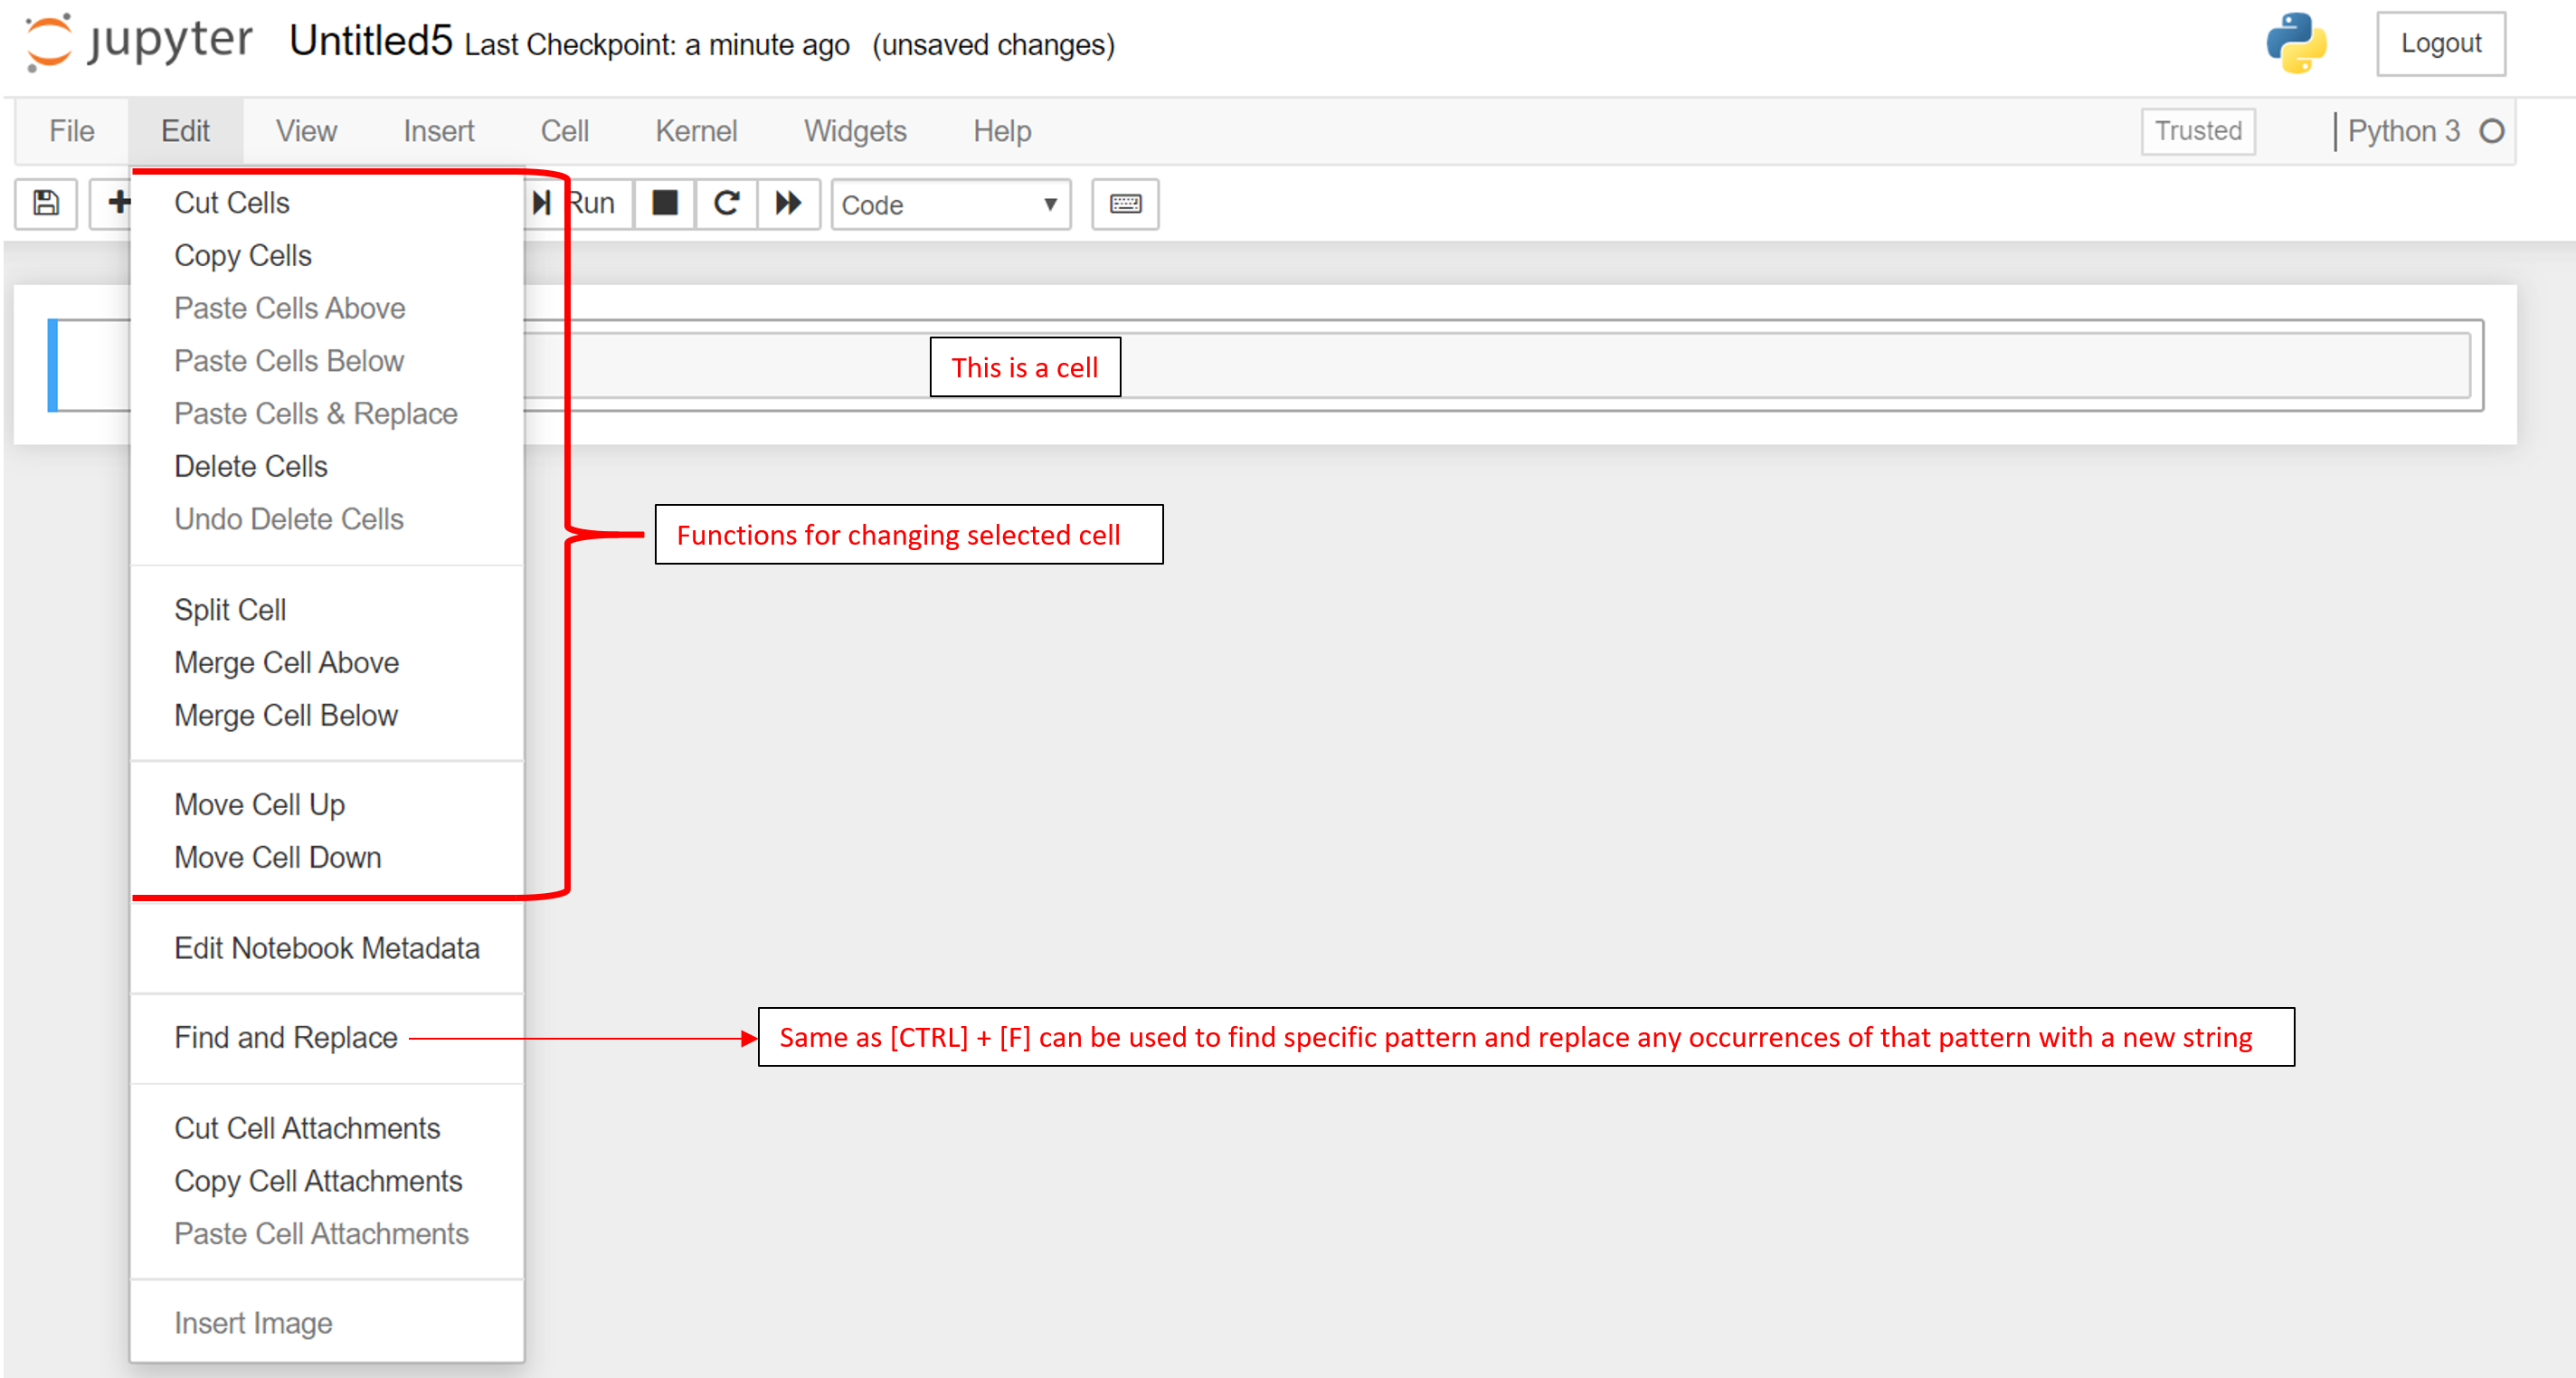 jupyter Untitled5 Last Checkpoint: a minute ago (unsaved changes)
Logout
File Edit View Insert Cell Kernel Widgets Help
Trusted
Python 3
Run
Code
Cut Cells
Copy Cells
Paste Cells Above
Paste Cells Below
Paste Cells & Replace
Delete Cells
Undo Delete Cells
Split Cell
Merge Cell Above
Merge Cell Below
Move Cell Up
Move Cell Down
Edit Notebook Metadata
Find and Replace
Cut Cell Attachments
Copy Cell Attachments
Paste Cell Attachments
Insert Image
This is a cell
Functions for changing selected cell
Same as [CTRL] + [F] can be used to find specific pattern and replace any occurrences of that pattern with a new string